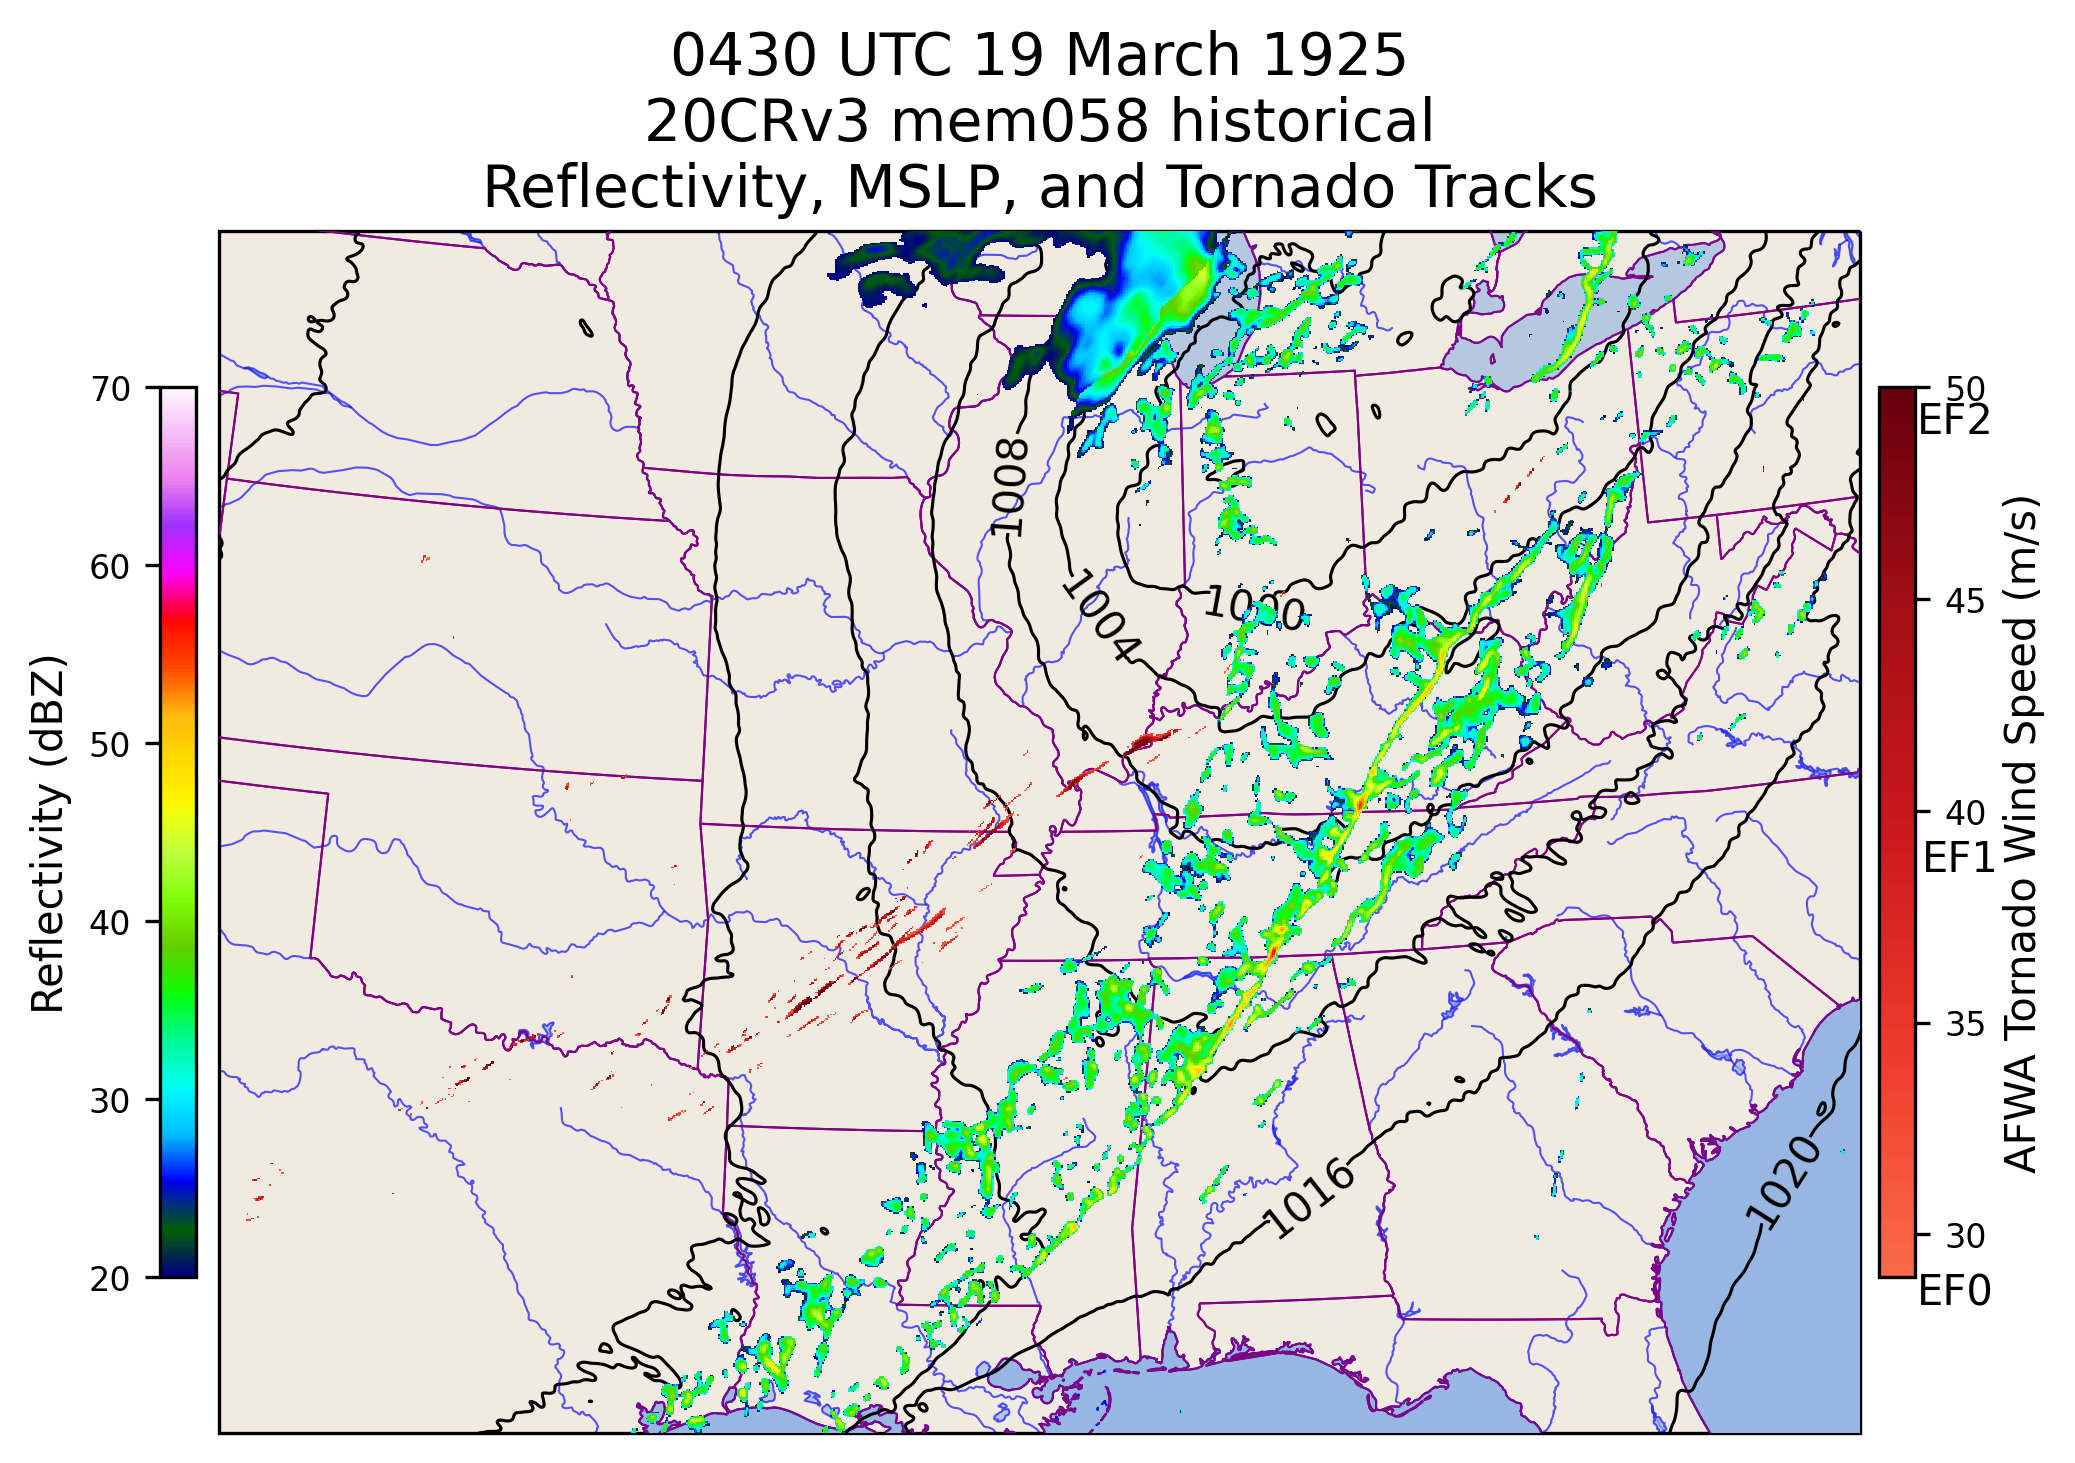 0430 UTC 19 March 1925
20CRv3 mem058 historical
Reflectivity, MSLP, and Tornado Tracks
70
60
50
40
30
20
Reflectivity (dBZ)
1008
1004
1000
1016
1020
50
EF2
45
40
EF1
35
30
EF0
AFWA Tornado Wind Speed (m/s)